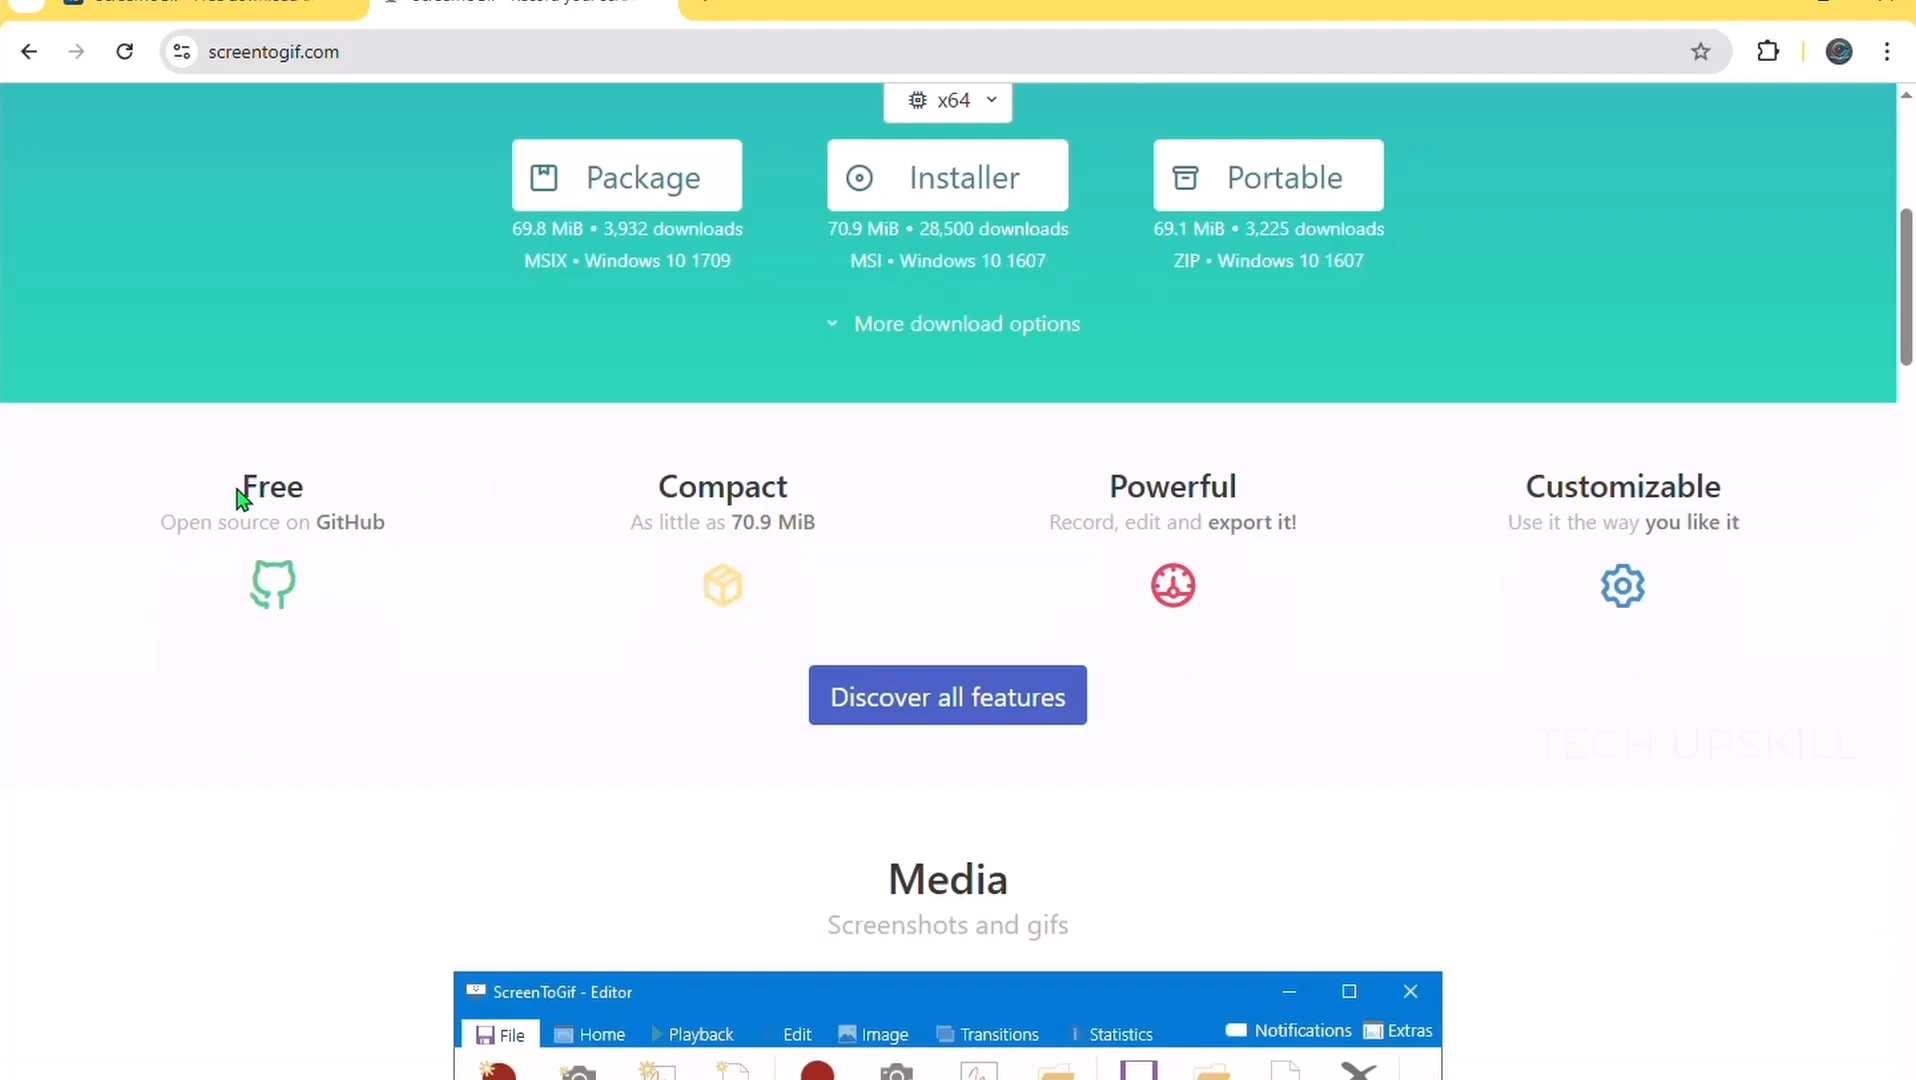 screentogif.com
x64
Package
Installer
Portable
69.8 MiB • 3,932 downloads
70.9 MiB • 28,500 downloads
69.1 MiB • 3,225 downloads
MSIX • Windows 10 1709
MSI • Windows 10 1607
ZIP • Windows 10 1607
More download options
Free
Compact
Powerful
Customizable
Open source on GitHub
As little as 70.9 MiB
Record, edit and export it!
Use it the way you like it
Discover all features
TECH UPSKILL
Media
Screenshots and gifs
ScreenToGif - Editor
File
Home
Playback
Edit
Image
Transitions
Statistics
Notifications
Extras